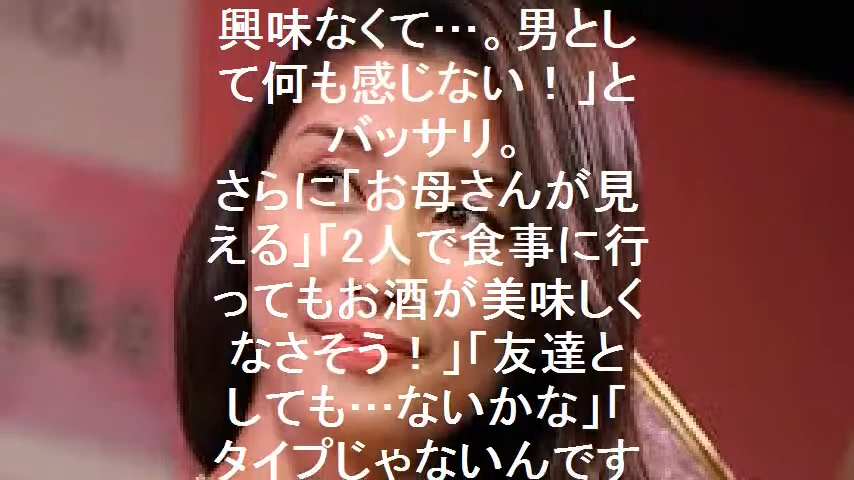 興味なくて…。男とし
て何も感じない！」と
バッサリ。
さらに「お母さんが見
える」「2人で食事に行
ってもお酒が美味しく
なさそう！」「友達と
しても…ないかな」「
タイプじゃないんです